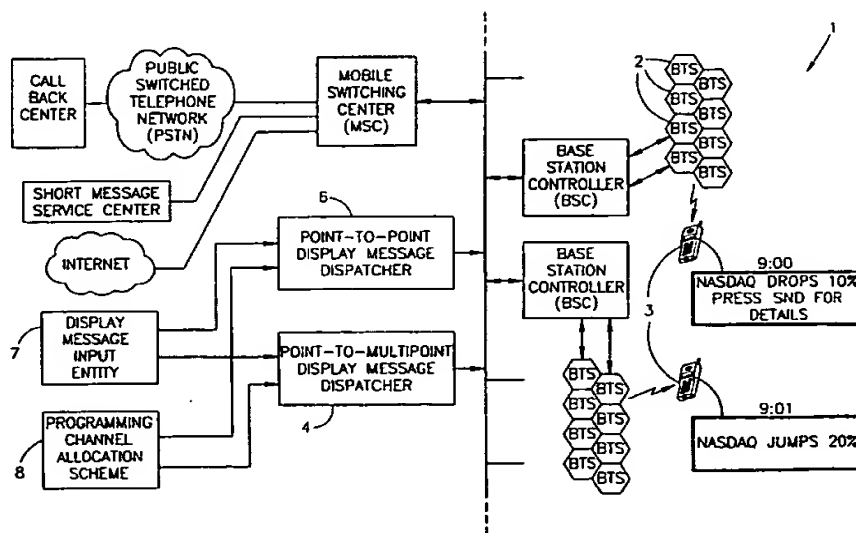 1
2
BTS
BTS
BTS
BTS
BTS
BTS
BTS
BTS
CALL
BACK
CENTER
PUBLIC
SWITCHED
TELEPHONE
NETWORK
(PSTN)
MOBILE
SWITCHING
CENTER
(MSC)
SHORT MESSAGE
SERVICE CENTER
INTERNET
BASE
STATION
CONTROLLER
(BSC)
6
POINT-TO-POINT
DISPLAY MESSAGE
DISPATCHER
BASE
STATION
CONTROLLER
(BSC)
9:00
NASDAQ DROPS 10%
PRESS SND FOR
DETAILS
3
7
DISPLAY
MESSAGE
INPUT
ENTITY
POINT-TO-MULTIPOINT
DISPLAY MESSAGE
DISPATCHER
4
8
PROGRAMMING
CHANNEL
ALLOCATION
SCHEME
BTS
BTS
BTS
BTS
BTS
BTS
BTS
BTS
9:01
NASDAQ JUMPS 20%